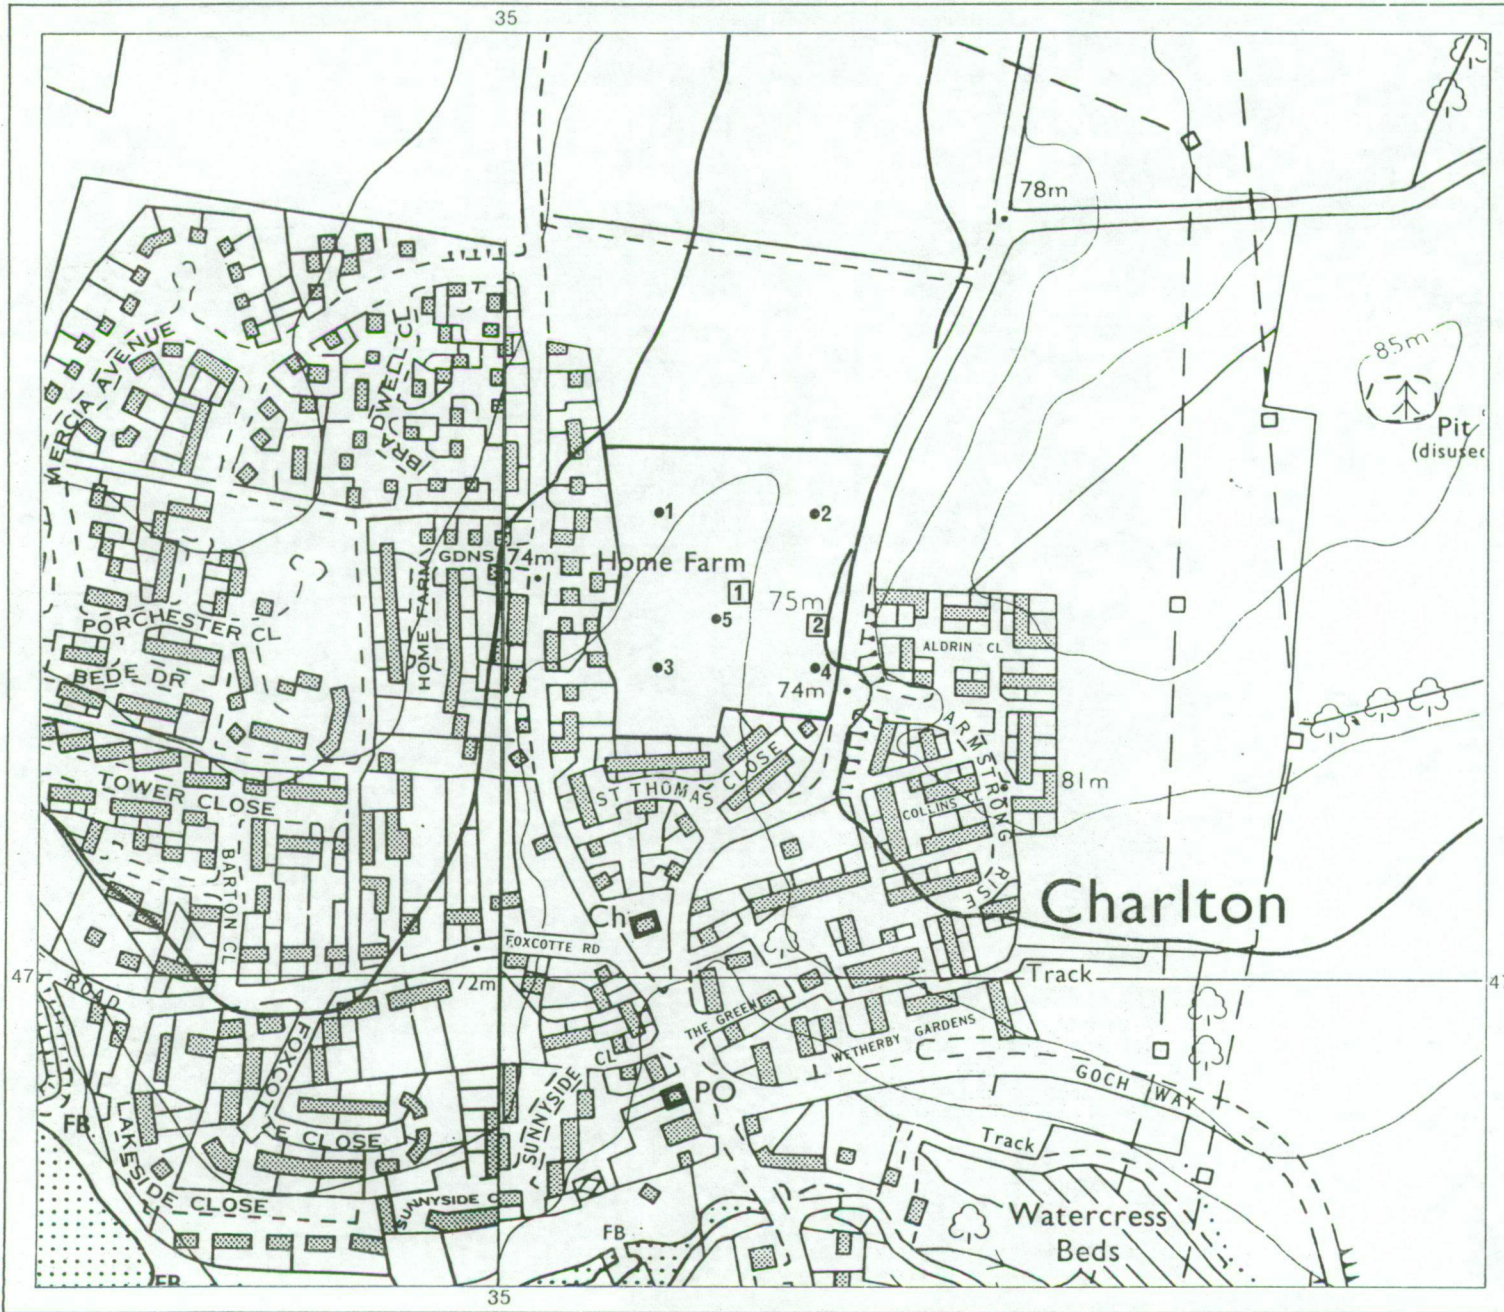 35
78m
85m
Pit
(disused
MERCIA AVENUE
BRADWELL CL
1
2
HOME FARM
GDNS
74m
Home Farm
1
75m
5
2
PORCHESTER CL
ALDRIN CL
BEDE DR
3
4
74m
ARMSTRONG
RISE
TOWER CLOSE
ST THOMAS CLOSE
81m
COLLINS CL
BARTON CL
Ch
Charlton
FOXCOTTE RD
47
ROAD
72m
Track
47
THE GREEN
WETHERBY GARDENS
FOXCOTTE CLOSE
SUNNYSIDE CL
GOCH WAY
PO
FB
LAKESIDE CLOSE
Track
SUNNYSIDE C
FB
Watercress
Beds
FB
35